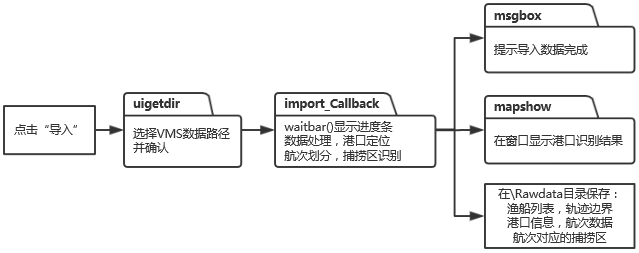 点击“导入”
uigetdir
选择VMS数据路径
并确认
import_Callback
waitbar()显示进度条
数据处理，港口定位
航次划分，捕捞区识别
msgbox
提示导入数据完成
mapshow
在窗口显示港口识别结果
在\Rawdata目录保存：
渔船列表，轨迹边界
港口信息，航次数据
航次对应的捕捞区